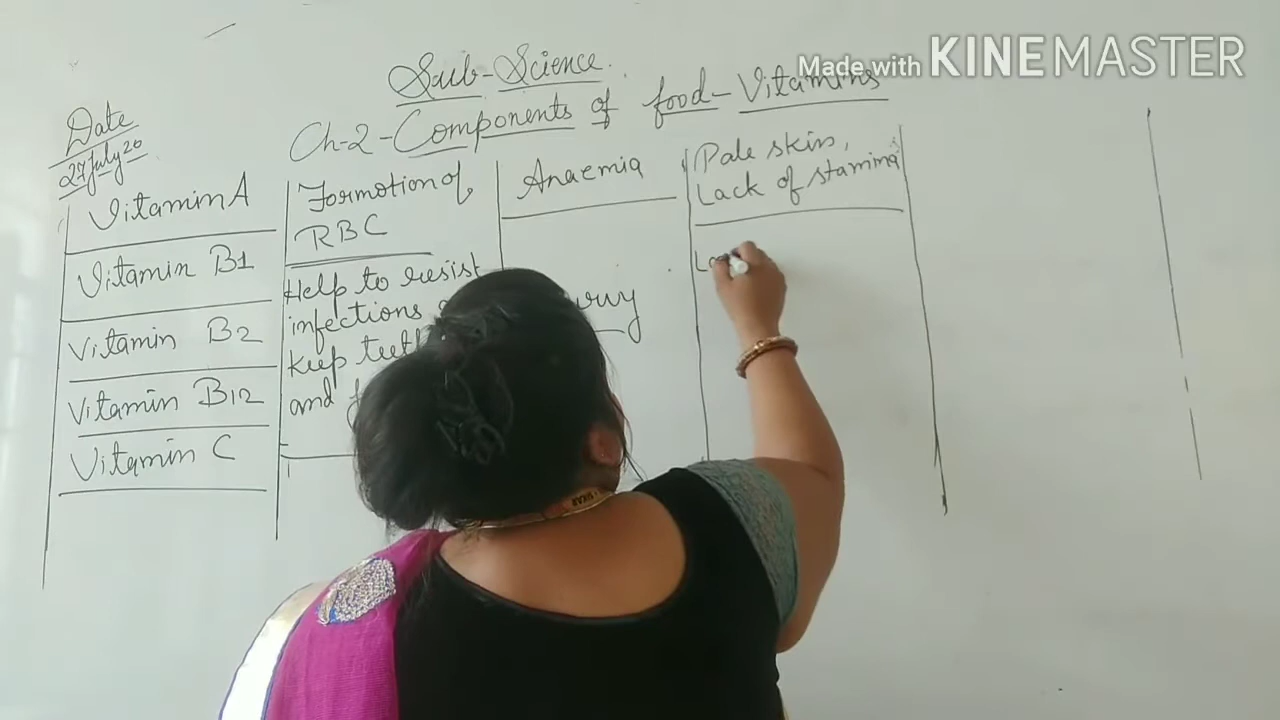 Made with KINEMASTER
Sub-Science.
Ch-2-Components of food-Vitamins
Date
27 July 20
Vitamin A
Vitamin B1
Vitamin B2
Vitamin B12
Vitamin C
Formotion of
RBC
Help to resist
infections
keep teeth
and
Anaemia
Pale skin,
Lack of stamina